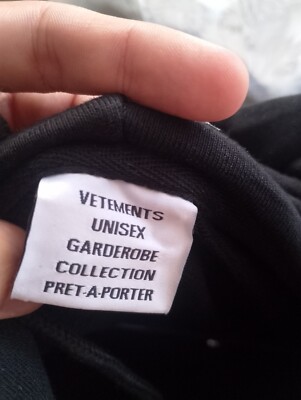 VETEMENTS
UNISEX
GARDEROBE
COLLECTION
PRET-A-PORTER